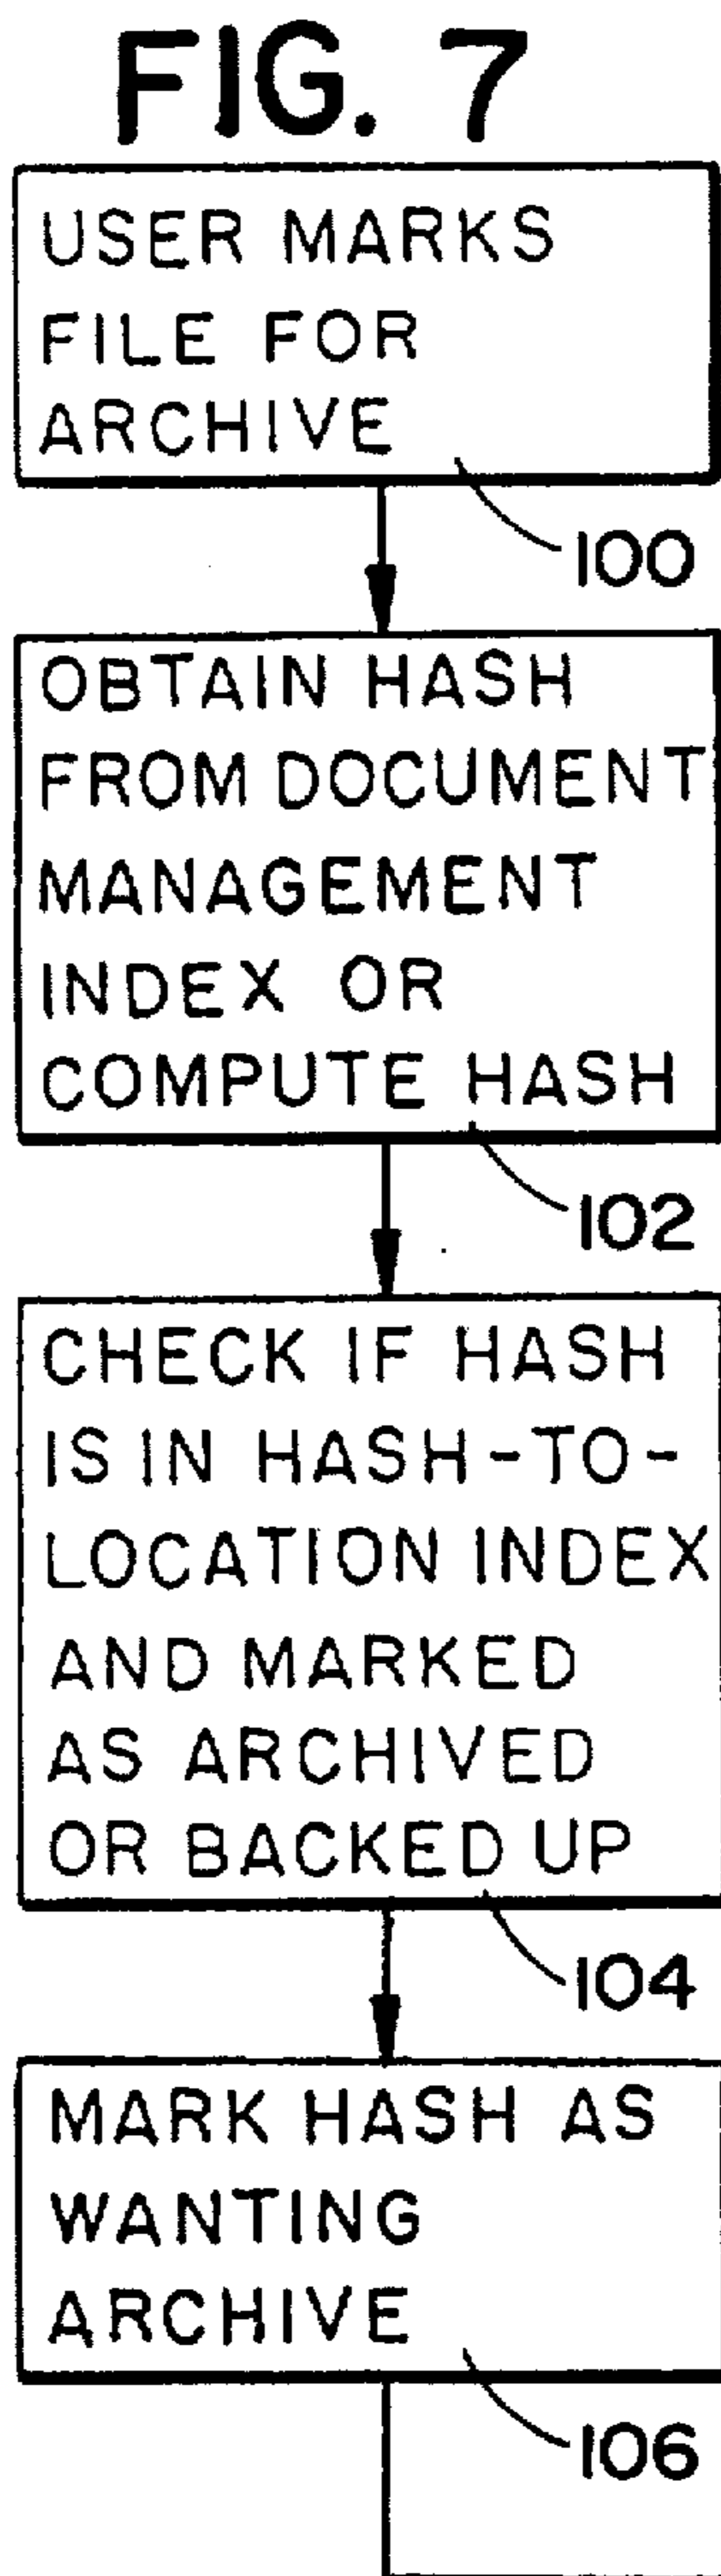 FIG. 7
USER MARKS
FILE FOR
ARCHIVE
100
OBTAIN HASH
FROM DOCUMENT
MANAGEMENT
INDEX OR
COMPUTE HASH
102
CHECK IF HASH
IS IN HASH-TO-
LOCATION INDEX
AND MARKED
AS ARCHIVED
OR BACKED UP
104
MARK HASH AS
WANTING
ARCHIVE
106